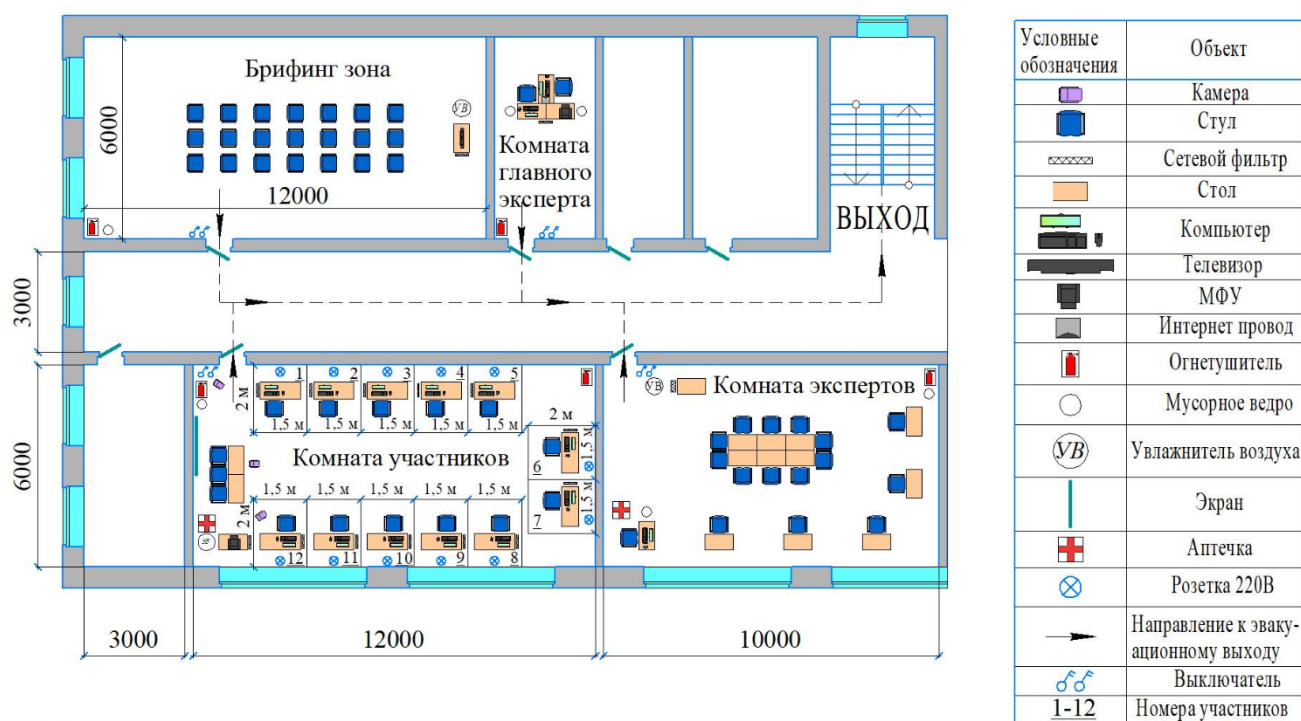 Брифинг зона
УВ
6000
12000
Комната
главного
эксперта
ВЫХОД
3000
1
2
3
4
5
2 м
1,5 м
1,5 м
1,5 м
1,5 м
1,5 м
Комната участников
2 м
6
1,5 м
7
1,5 м
6000
1,5 м
1,5 м
1,5 м
1,5 м
1,5 м
2 м
12
11
10
9
8
УВ
Комната экспертов
3000
12000
10000
Условные
обозначения
Объект
Камера
Стул
Сетевой фильтр
Стол
Компьютер
Телевизор
МФУ
Интернет провод
Огнетушитель
Мусорное ведро
УВ
Увлажнитель воздуха
Экран
Аптечка
Розетка 220В
Направление к эваку-
ационному выходу
Выключатель
1-12
Номера участников